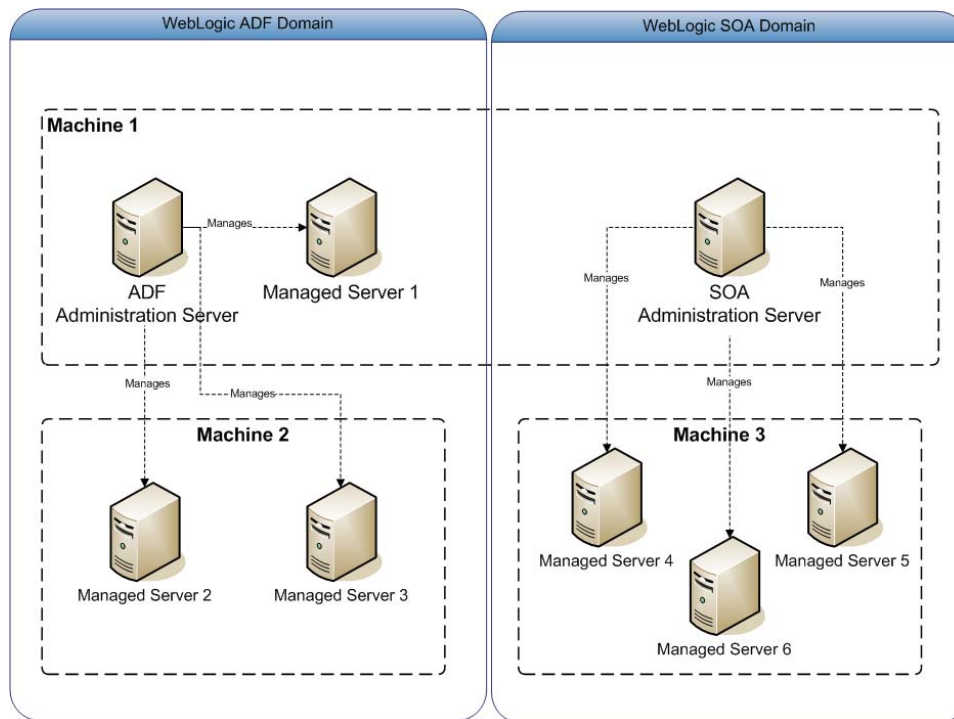 WebLogic ADF Domain
WebLogic SOA Domain
Machine 1
Manages
ADF
Administration Server
Managed Server 1
Manages
Manages
SOA
Administration Server
Manages
Manages
Manages
Machine 2
Managed Server 2
Managed Server 3
Machine 3
Managed Server 4
Managed Server 5
Managed Server 6